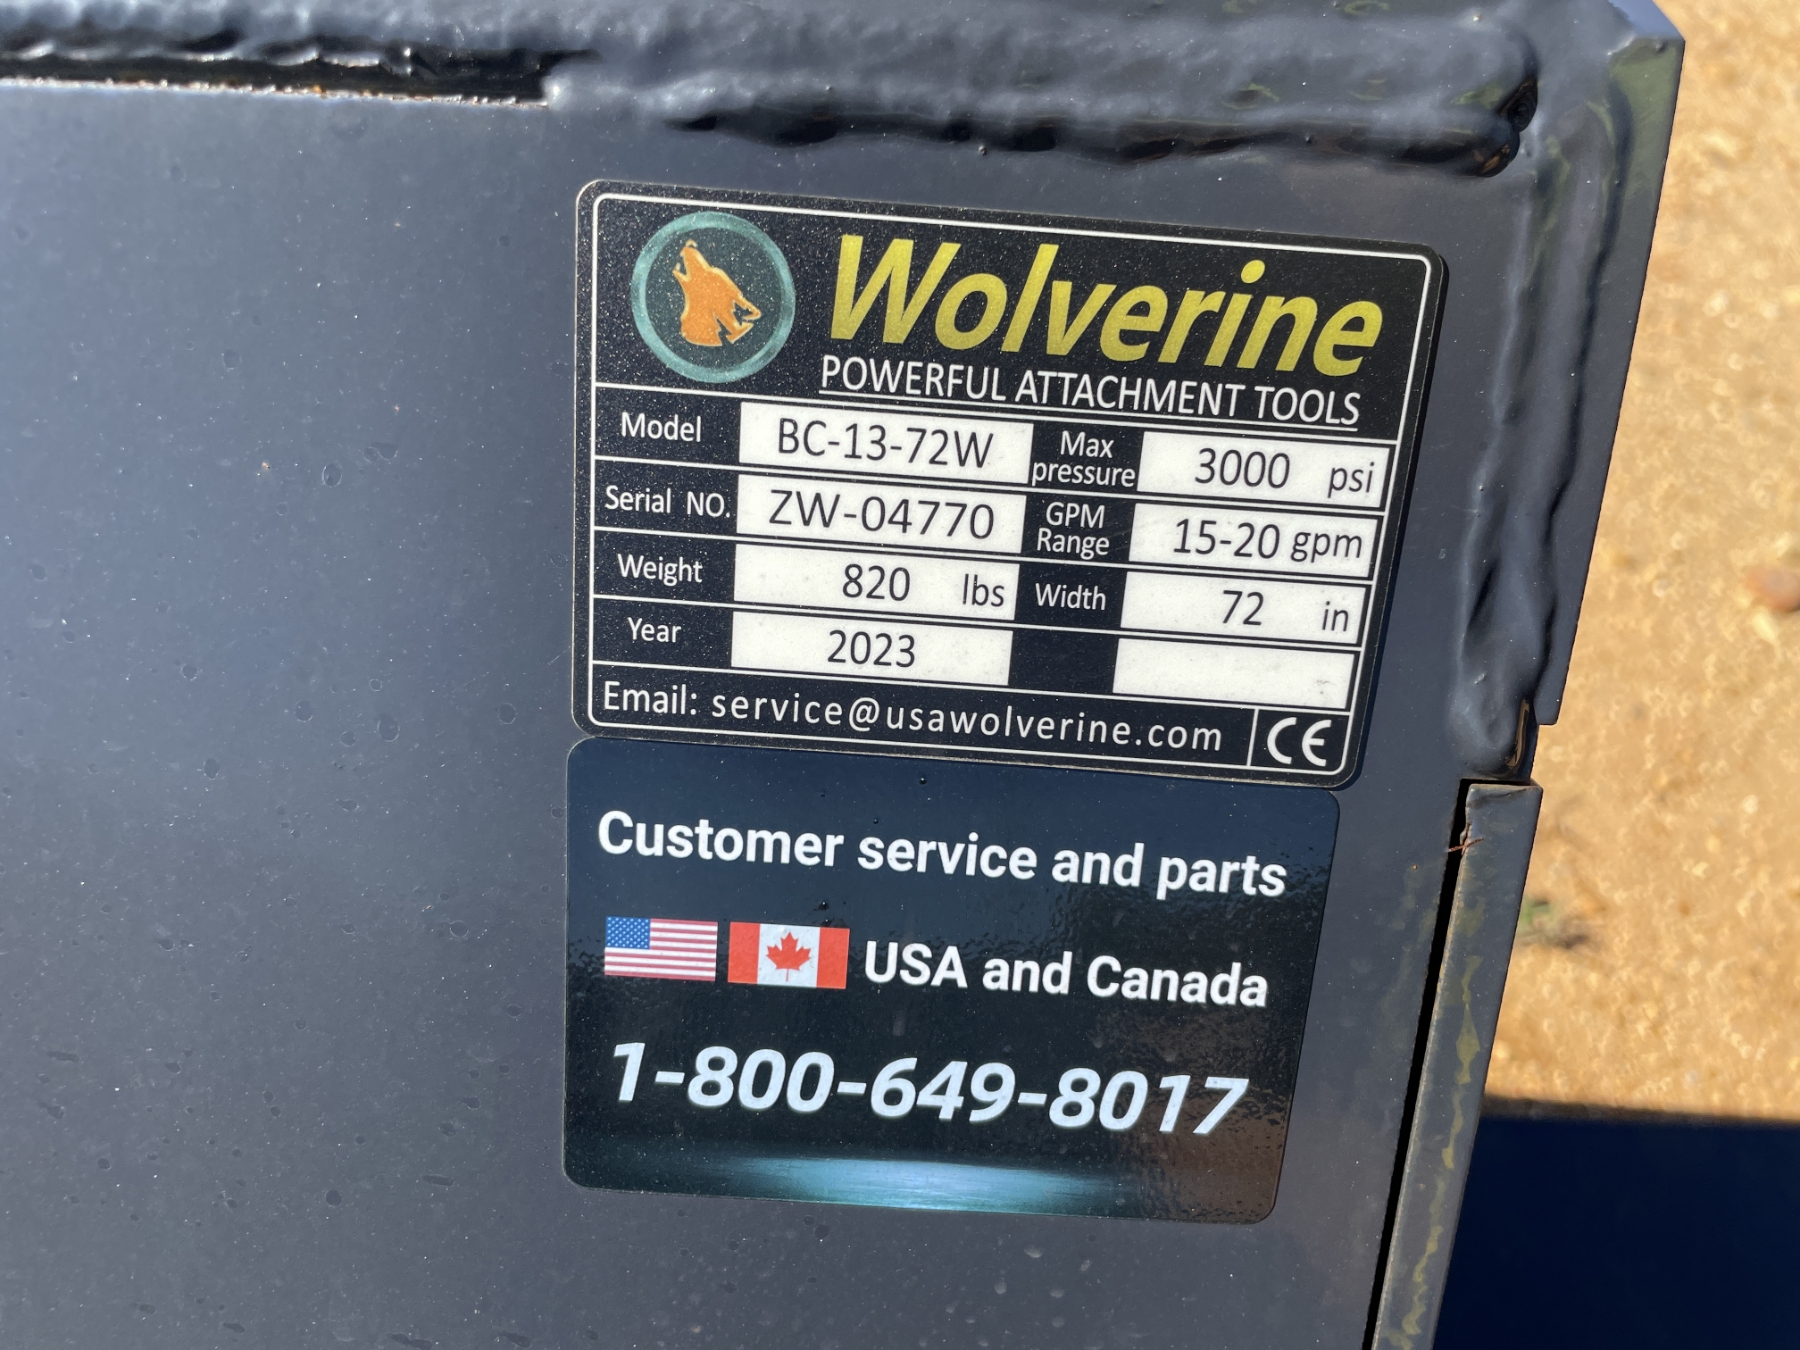 Wolverine
POWERFUL ATTACHMENT TOOLS
Model BC-13-72W Max pressure 3000 psi
Serial NO. ZW-04770 GPM Range 15-20 gpm
Weight 820 lbs Width 72 in
Year 2023
Email: service@usawolverine.com CE
Customer service and parts
USA and Canada
1-800-649-8017